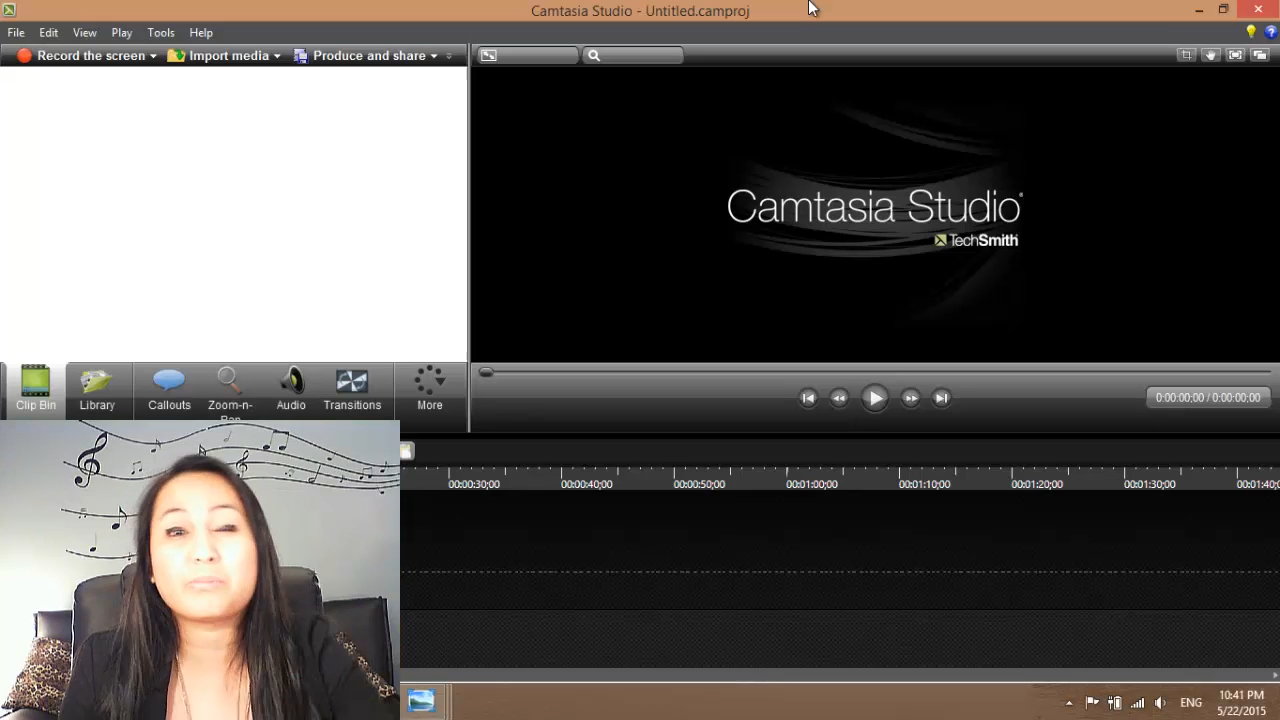 Camtasia Studio - Untitled.camproj
File Edit View Play Tools Help
Record the screen Import media Produce and share
Camtasia Studio
TechSmith
Clip Bin Library Callouts Zoom-n- Audio Transitions More
0:00:00;00 / 0:00:00;00
00:00:30;00 00:00:40;00 00:00:50;00 00:01:00;00 00:01:10;00 00:01:20;00 00:01:30;00 00:01:40;
ENG
10:41 PM
5/22/2015